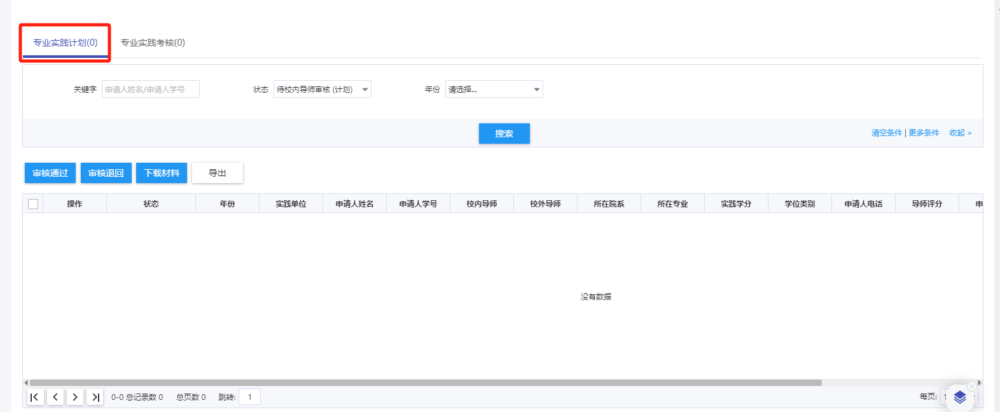 专业实践计划(0) 专业实践考核(0)
关键字 申请人姓名/申请人学号 状态 待校内导师审核 (计划) 年份 请选择...
搜索 清空条件 | 更多条件 收起 >
审核通过 审核退回 下载材料 导出
操作 状态 年份 实践单位 申请人姓名 申请人学号 校内导师 校外导师 所在院系 所在专业 实践学分 学位类别 申请人电话 导师评分
没有数据
0-0 总记录数 0 总页数 0 跳转: 1 每页: